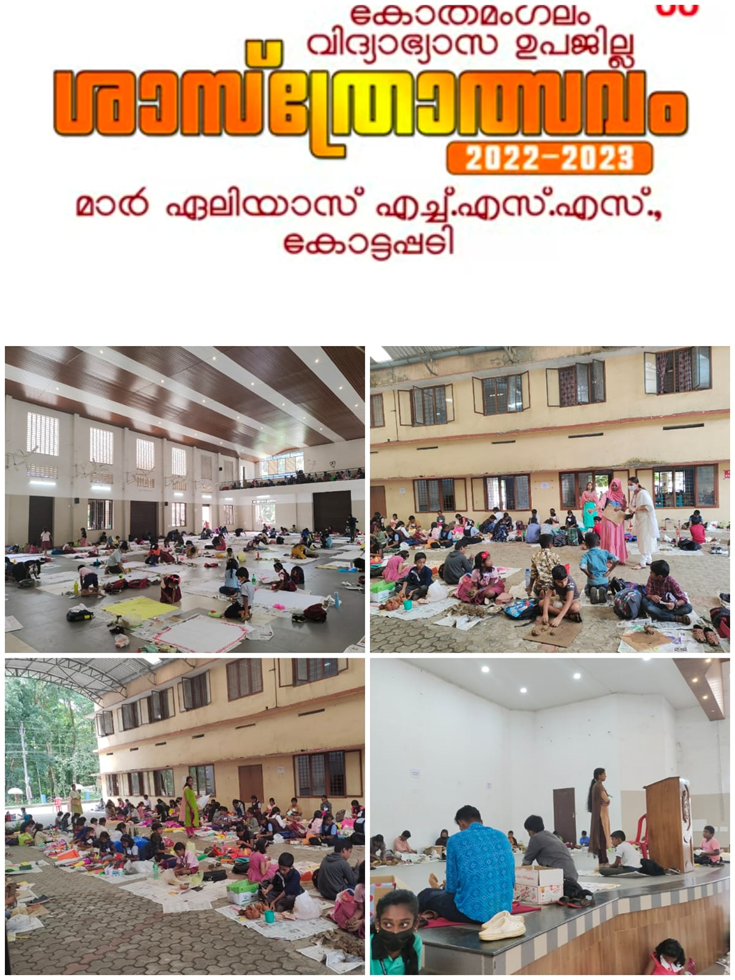 കോതമംഗലം
വിദ്യാഭ്യാസ ഉപജില്ല
ശാസ്ത്രോത്സവം
2022-2023
മാർ ഏലിയാസ് എച്ച്.എസ്.എസ്.,
കോട്ടപ്പടി